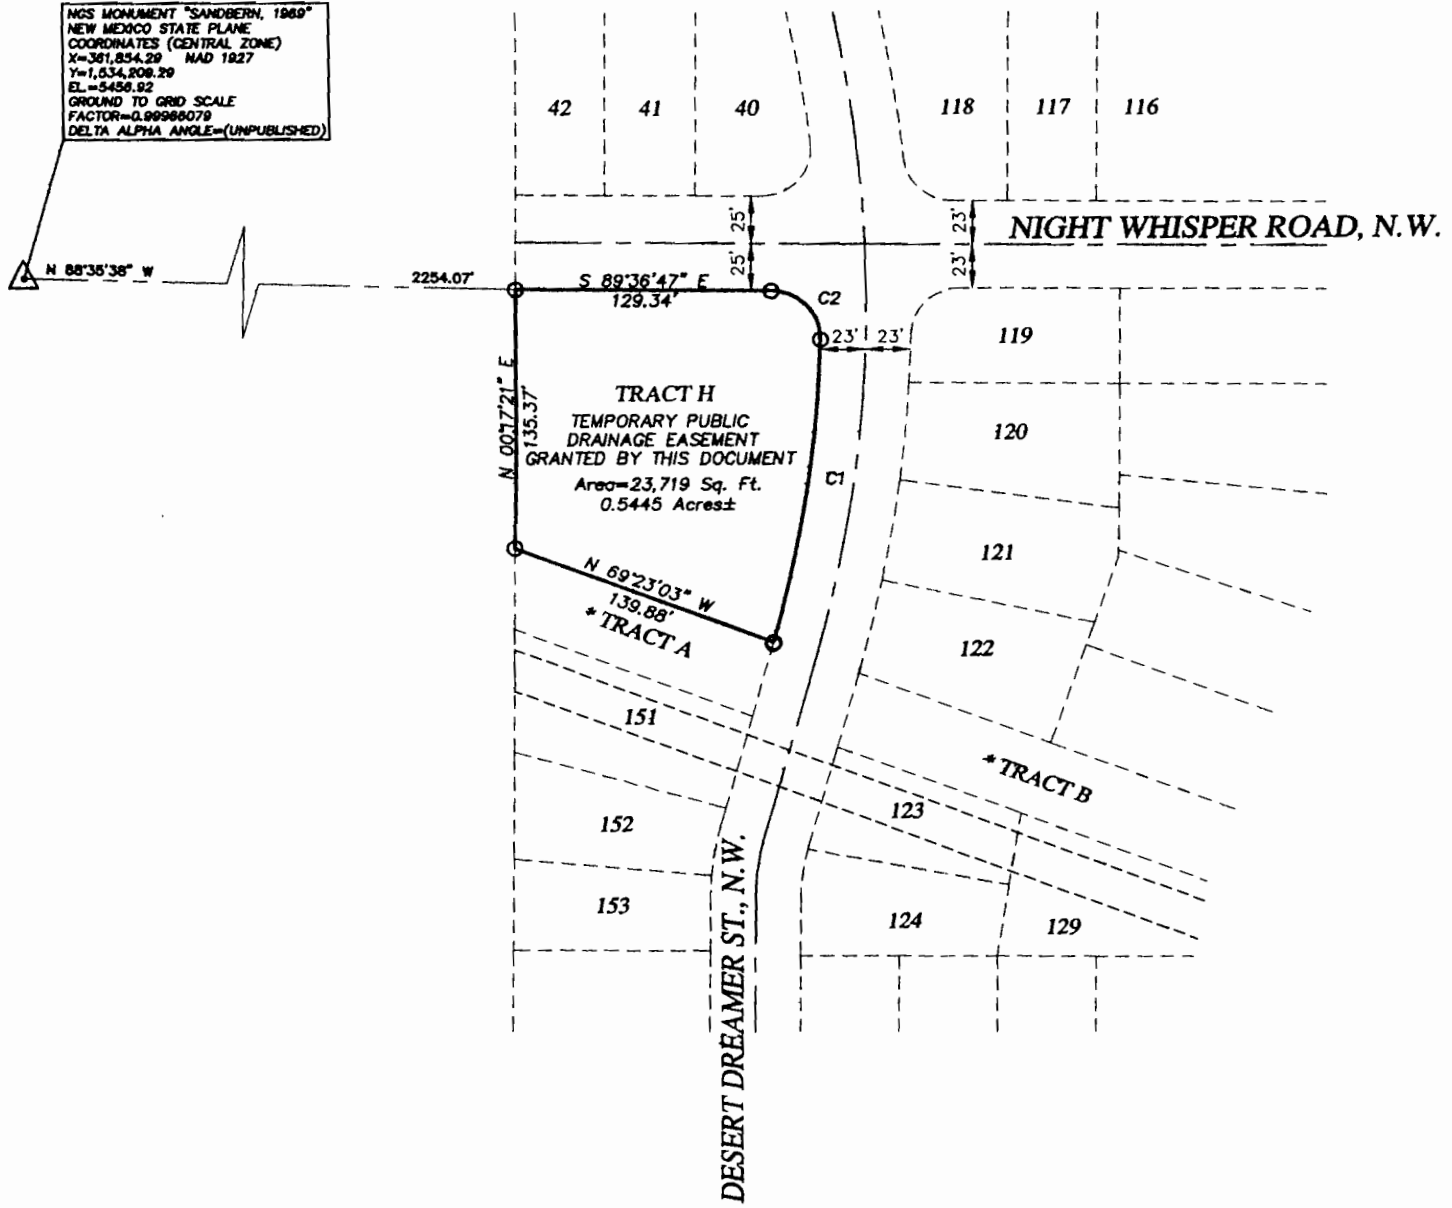 NGS MONUMENT "SANDBERN, 1969"
NEW MEXICO STATE PLANE
COORDINATES (CENTRAL ZONE)
X=361,854.29 NAD 1927
Y=1,534,209.29
EL.=5456.92
GROUND TO GRID SCALE
FACTOR=0.99966079
DELTA ALPHA ANGLE=(UNPUBLISHED)
42
41
40
118
117
116
25'
23'
NIGHT WHISPER ROAD, N.W.
25'
23'
N 88°35'38" W
2254.07'
S 89°36'47" E
129.34'
C2
23'
23'
119
N 00°17'21" E
135.37'
TRACT H
TEMPORARY PUBLIC
DRAINAGE EASEMENT
GRANTED BY THIS DOCUMENT
Area=23,719 Sq. Ft.
0.5445 Acres±
C1
120
121
N 69°23'03" W
139.88'
* TRACT A
122
151
* TRACT B
123
152
153
124
129
DESERT DREAMER ST., N.W.